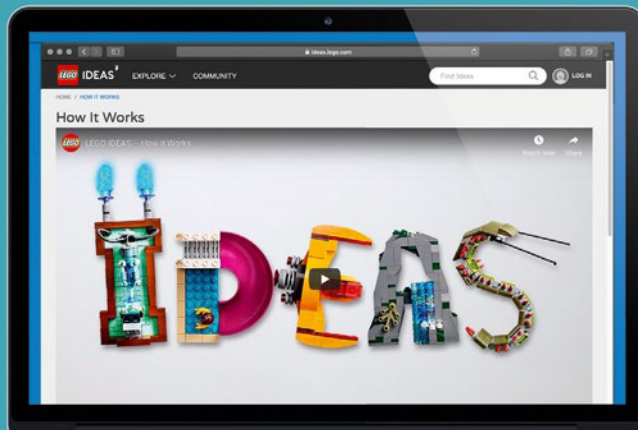 ideas.lego.com
LEGO IDEAS EXPLORE COMMUNITY Find Ideas LOG IN
HOME / HOW IT WORKS
How It Works
LEGO LEGO IDEAS – How It Works
Watch later Share
IDEAS